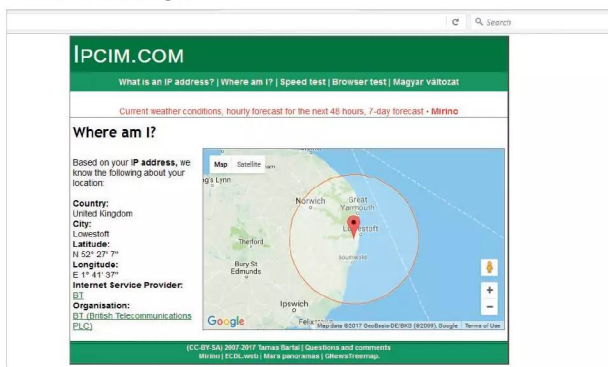 Search
IPCIM.COM
What is an IP address? | Where am I? | Speed test | Browser test | Magyar változat
Current weather conditions, hourly forecast for the next 48 hours, 7-day forecast • Mirino
Where am I?
Based on your IP address, we
know the following about your
location:
Country:
United Kingdom
City:
Lowestoft
Latitude:
N 52° 27' 7"
Longitude:
E 1° 41' 37"
Internet Service Provider:
BT
Organisation:
BT (British Telecommunications
PLC)
Map Satellite
g's Lynn
Norwich
Great
Yarmouth
Lowestoft
Thetford
Southwold
Bury St
Edmunds
Ipswich
Google
Map data ©2017 GeoBasis-DE/BKG (©2009), Google Terms of Use
(CC-BY-SA) 2007-2017 Tamas Bartal | Questions and comments
Mirino | ECDLweb | Mars panoramas | GNewsTreemap.